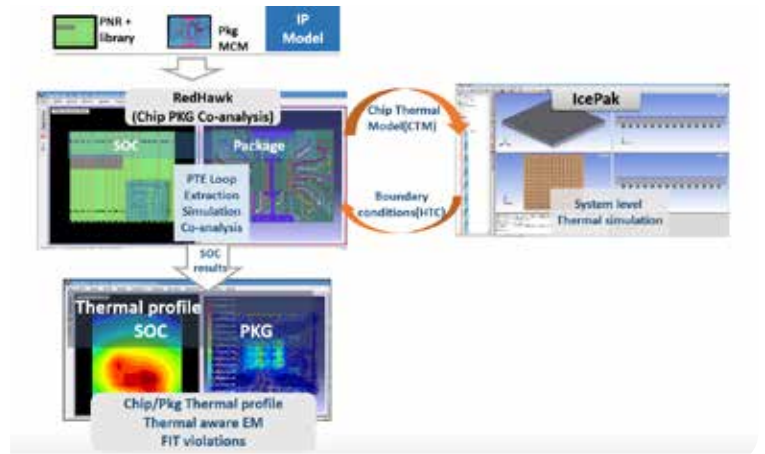 PNR +
library
Pkg
MCM
IP
Model
RedHawk
(Chip PKG Co-analysis)
SOC
Package
PTE Loop
Extraction
Simulation
Co-analysis
Chip Thermal
Model(CTM)
Boundary
conditions(HTC)
IcePak
System level
Thermal simulation
SOC
results
Thermal profile
SOC
PKG
Chip/Pkg Thermal profile
Thermal aware EM
FIT violations